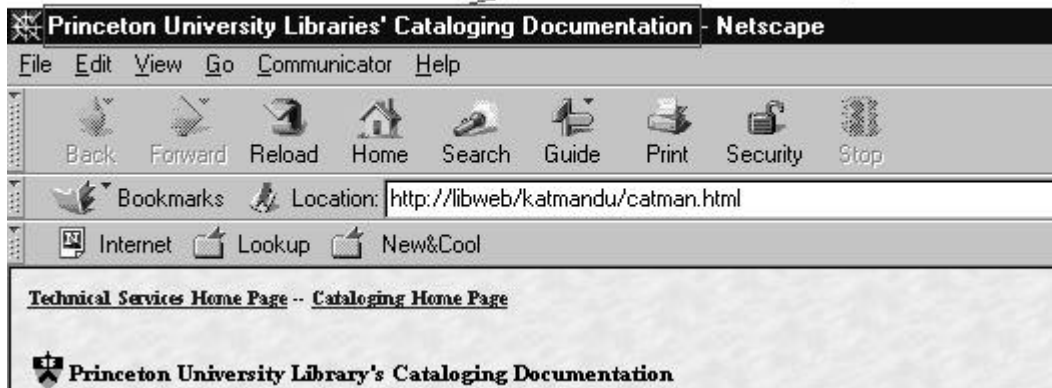 Princeton University Libraries' Cataloging Documentation - Netscape
File Edit View Go Communicator Help
Back Forward Reload Home Search Guide Print Security Stop
Bookmarks Location: http://libweb/katmandu/catman.html
Internet Lookup New&Cool
Technical Services Home Page -- Cataloging Home Page
Princeton University Library's Cataloging Documentation